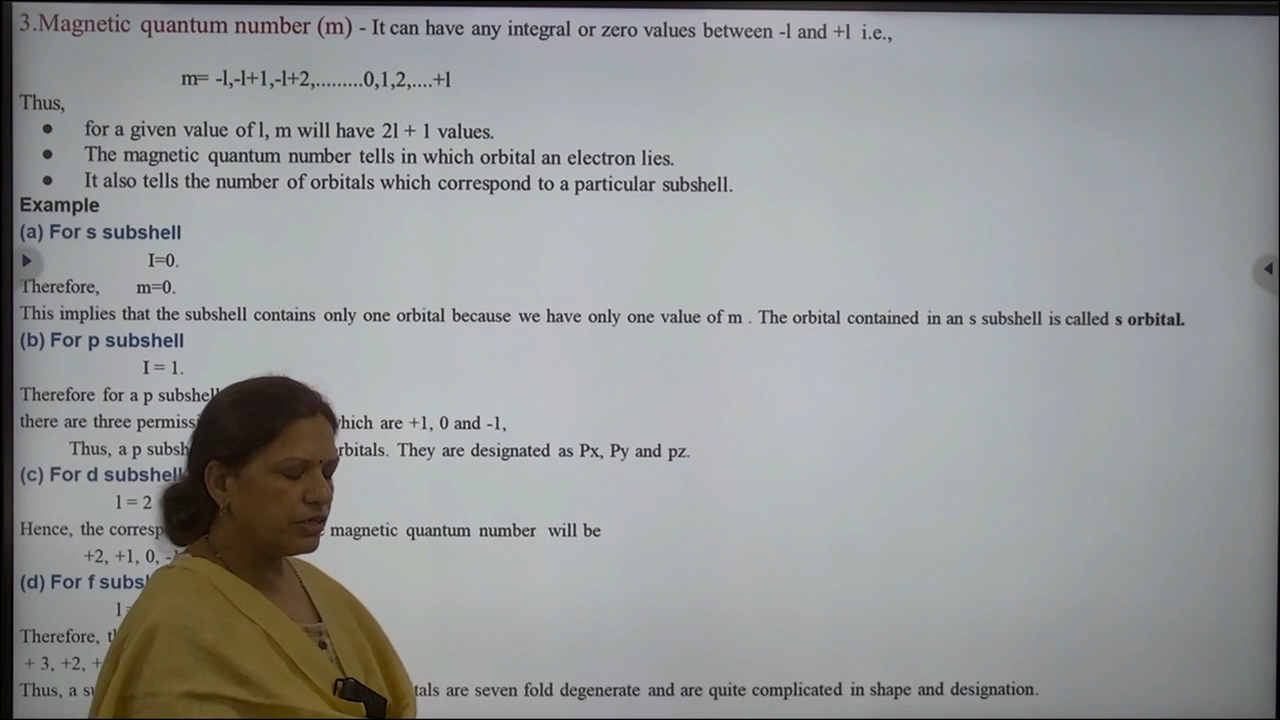 3.Magnetic quantum number (m) - It can have any integral or zero values between -l and +l i.e.,
m= -l,-l+1,-l+2,.........0,1,2,....+l
Thus,
• for a given value of l, m will have 2l + 1 values.
• The magnetic quantum number tells in which orbital an electron lies.
• It also tells the number of orbitals which correspond to a particular subshell.
Example
(a) For s subshell
I=0.
Therefore, m=0.
This implies that the subshell contains only one orbital because we have only one value of m . The orbital contained in an s subshell is called s orbital.
(b) For p subshell
I = 1.
Therefore for a p subshell
there are three which are +1, 0 and -1,
Thus, a p They are designated as Px, Py and pz.
(c) For d subshell
l = 2
Hence, the magnetic quantum number will be
+2, +1, 0,
(d) For f
l
Therefore,
+ 3, +2, +
Thus, a are seven fold degenerate and are quite complicated in shape and designation.